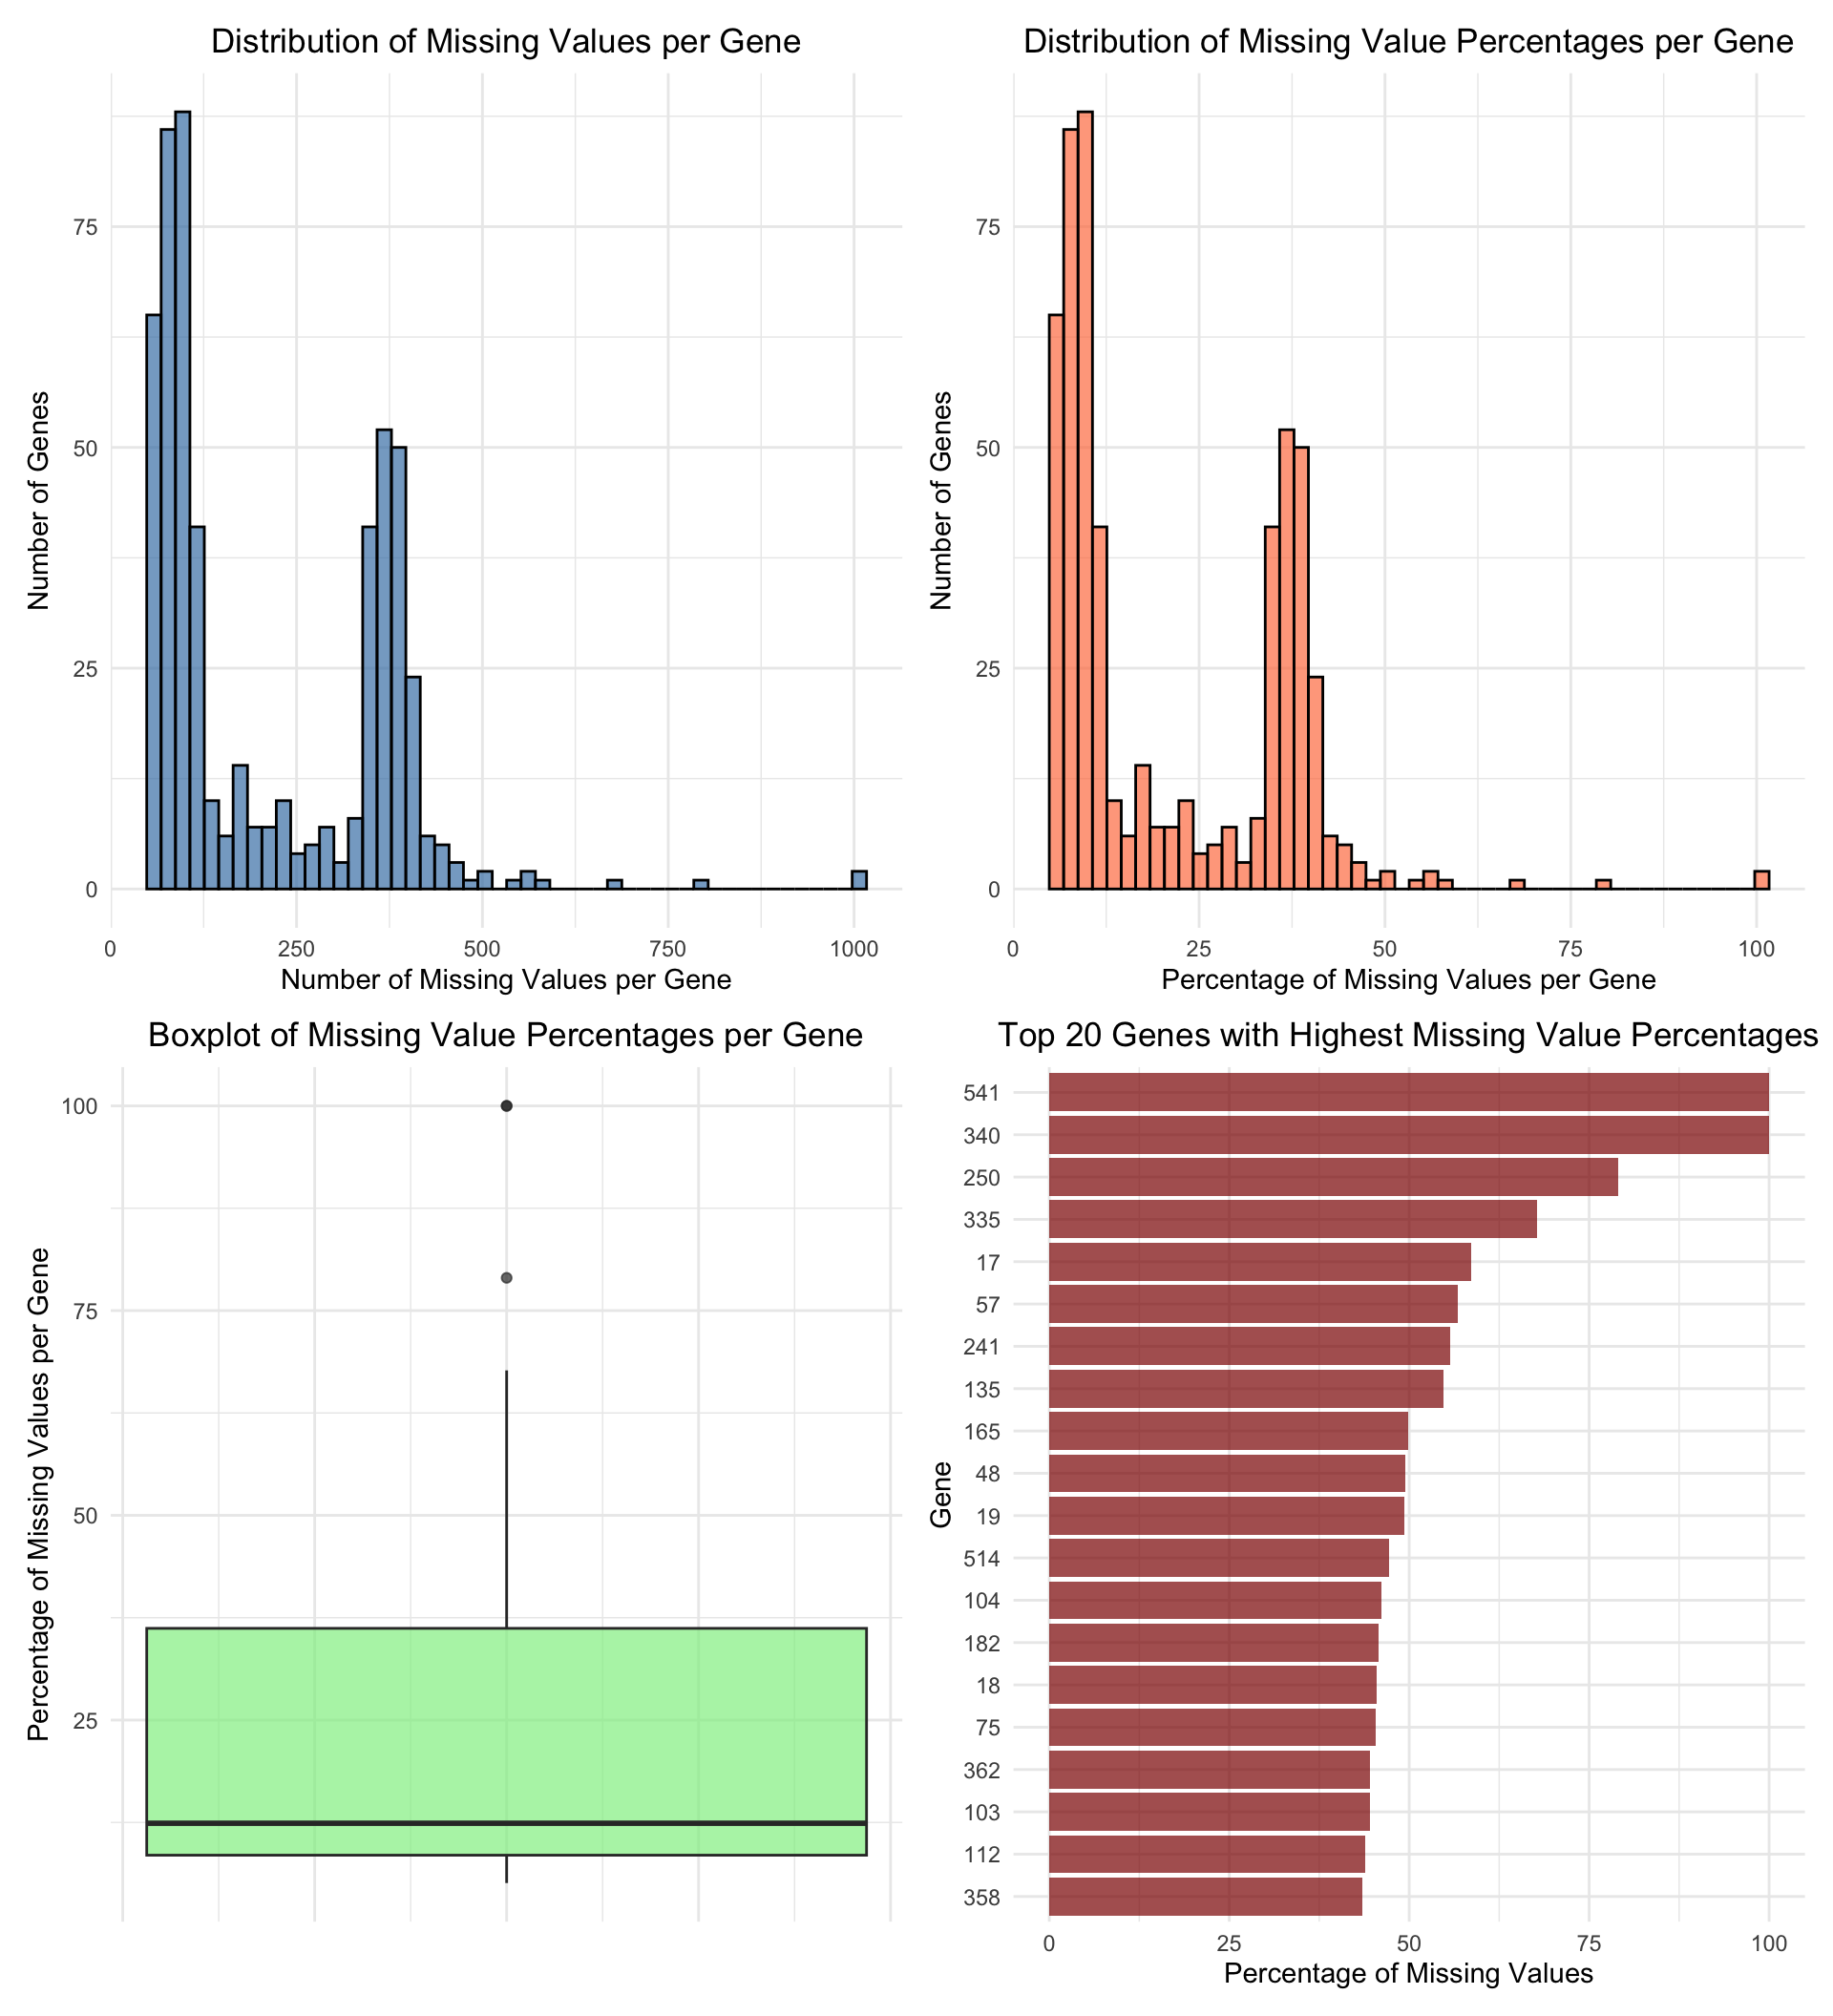 Distribution of Missing Values per Gene
Number of Genes
75
50
25
0
0 250 500 750 1000
Number of Missing Values per Gene
Distribution of Missing Value Percentages per Gene
Number of Genes
75
50
25
0
0 25 50 75 100
Percentage of Missing Values per Gene
Boxplot of Missing Value Percentages per Gene
Percentage of Missing Values per Gene
100
75
50
25
Top 20 Genes with Highest Missing Value Percentages
Gene
541
340
250
335
17
57
241
135
165
48
19
514
104
182
18
75
362
103
112
358
0 25 50 75 100
Percentage of Missing Values